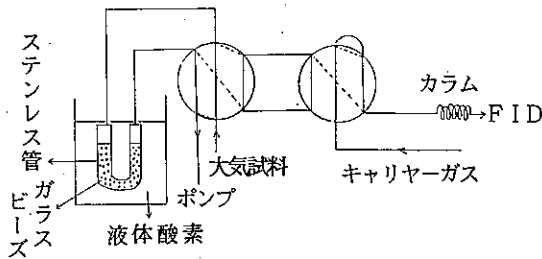 ステンレス管
ガラス
ビーズ
液体酸素
ポンプ
大気試料
キャリヤーガス
カラム
FID